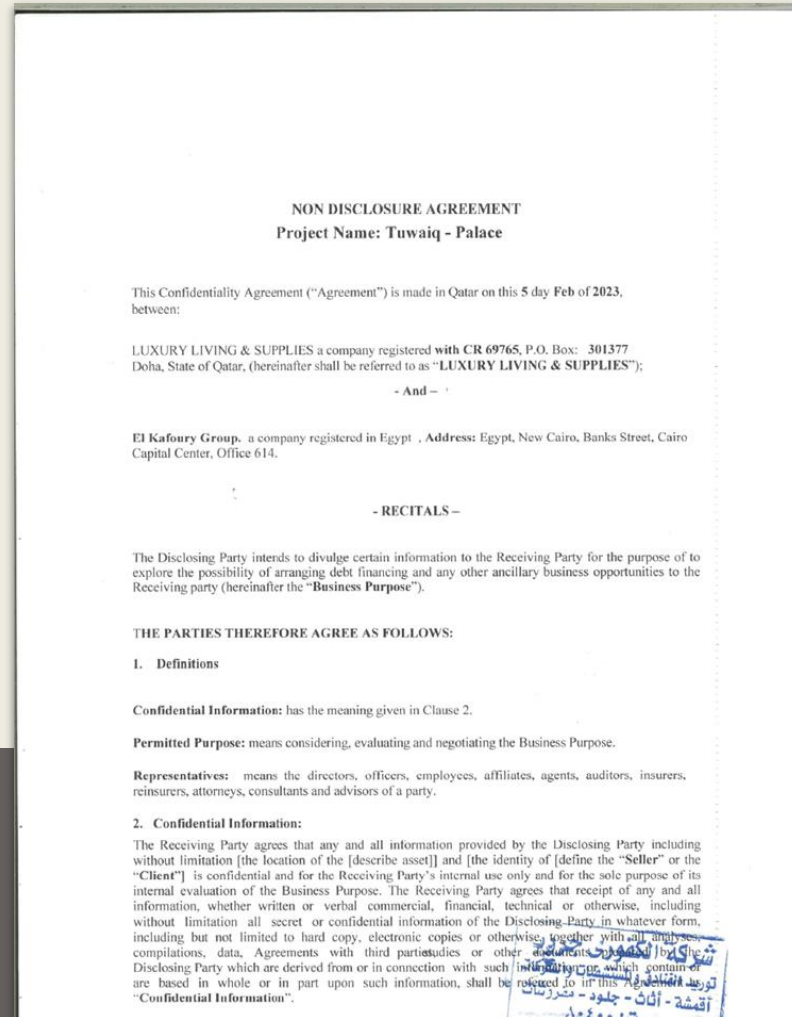 NON DISCLOSURE AGREEMENT
Project Name: Tuwaiq - Palace
This Confidentiality Agreement (“Agreement”) is made in Qatar on this 5 day Feb of 2023,
between:
LUXURY LIVING & SUPPLIES a company registered with CR 69765, P.O. Box: 301377
Doha, State of Qatar, (hereinafter shall be referred to as “LUXURY LIVING & SUPPLIES”);
- And –
El Kafoury Group. a company registered in Egypt , Address: Egypt, New Cairo, Banks Street, Cairo
Capital Center, Office 614.
- RECITALS –
The Disclosing Party intends to divulge certain information to the Receiving Party for the purpose of to
explore the possibility of arranging debt financing and any other ancillary business opportunities to the
Receiving party (hereinafter the “Business Purpose”).
THE PARTIES THEREFORE AGREE AS FOLLOWS:
1. Definitions
Confidential Information: has the meaning given in Clause 2.
Permitted Purpose: means considering, evaluating and negotiating the Business Purpose.
Representatives: means the directors, officers, employees, affiliates, agents, auditors, insurers,
reinsurers, attorneys, consultants and advisors of a party.
2. Confidential Information:
The Receiving Party agrees that any and all information provided by the Disclosing Party including
without limitation [the location of the [describe asset]] and [the identity of [define the “Seller” or the
“Client”] is confidential and for the Receiving Party’s internal use only and for the sole purpose of its
internal evaluation of the Business Purpose. The Receiving Party agrees that receipt of any and all
information, whether written or verbal commercial, financial, technical or otherwise, including
without limitation all secret or confidential information of the Disclosing Party in whatever form,
including but not limited to hard copy, electronic copies or otherwise, together with all analyses,
compilations, data, Agreements with third parties or other by the
Disclosing Party which are derived from or in connection with such which contain or
are based in whole or in part upon such information, shall be referred to in this Agreement as
“Confidential Information”.
شركة الكفورى
توريد الفنادق والمستشفيات
أقمشة - أثاث - جلود - مفروشات